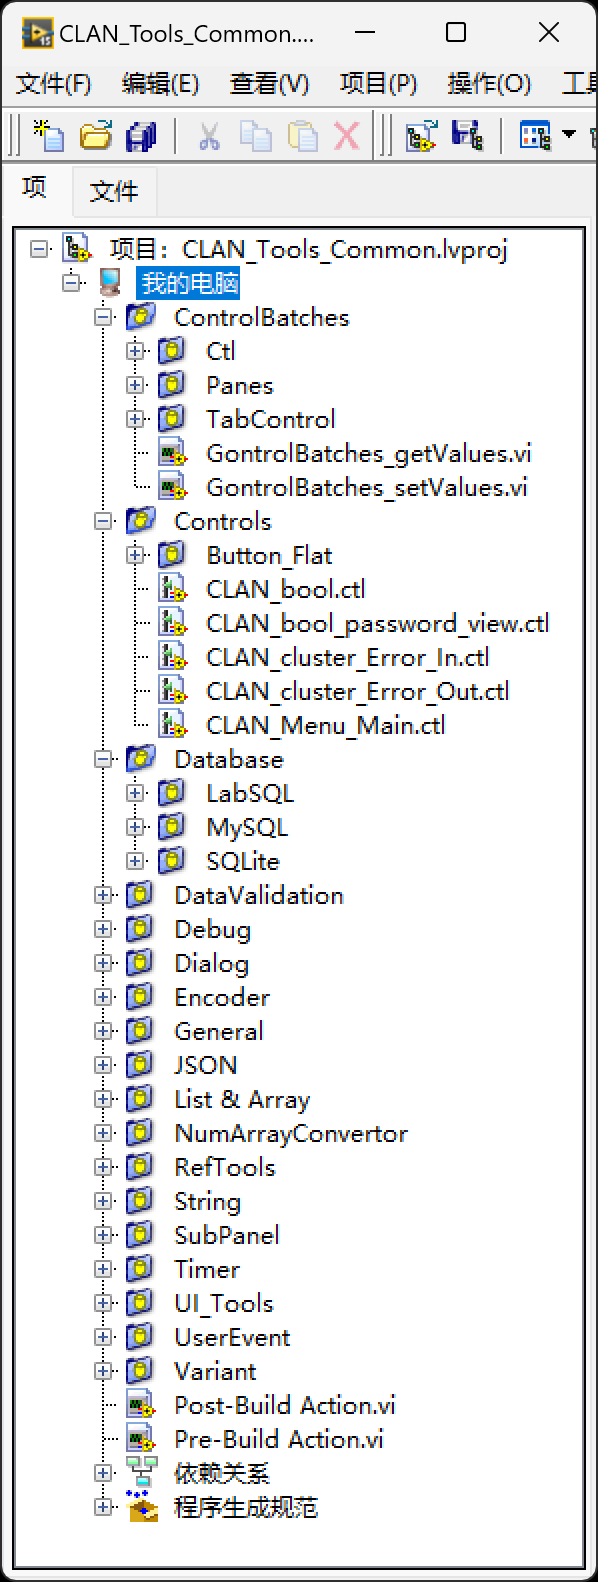 CLAN_Tools_Common....
文件(F) 编辑(E) 查看(V) 项目(P) 操作(O)
项 文件
项目：CLAN_Tools_Common.lvproj
我的电脑
ControlBatches
Ctl
Panes
TabControl
GontrolBatches_getValues.vi
GontrolBatches_setValues.vi
Controls
Button_Flat
CLAN_bool.ctl
CLAN_bool_password_view.ctl
CLAN_cluster_Error_In.ctl
CLAN_cluster_Error_Out.ctl
CLAN_Menu_Main.ctl
Database
LabSQL
MySQL
SQLite
DataValidation
Debug
Dialog
Encoder
General
JSON
List & Array
NumArrayConvertor
RefTools
String
SubPanel
Timer
UI_Tools
UserEvent
Variant
Post-Build Action.vi
Pre-Build Action.vi
依赖关系
程序生成规范